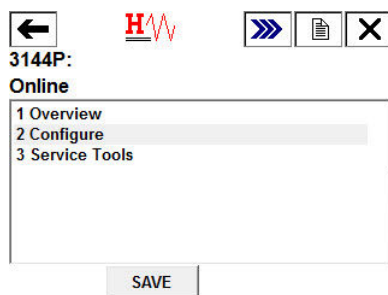 H
3144P:
Online
1 Overview
2 Configure
3 Service Tools
SAVE